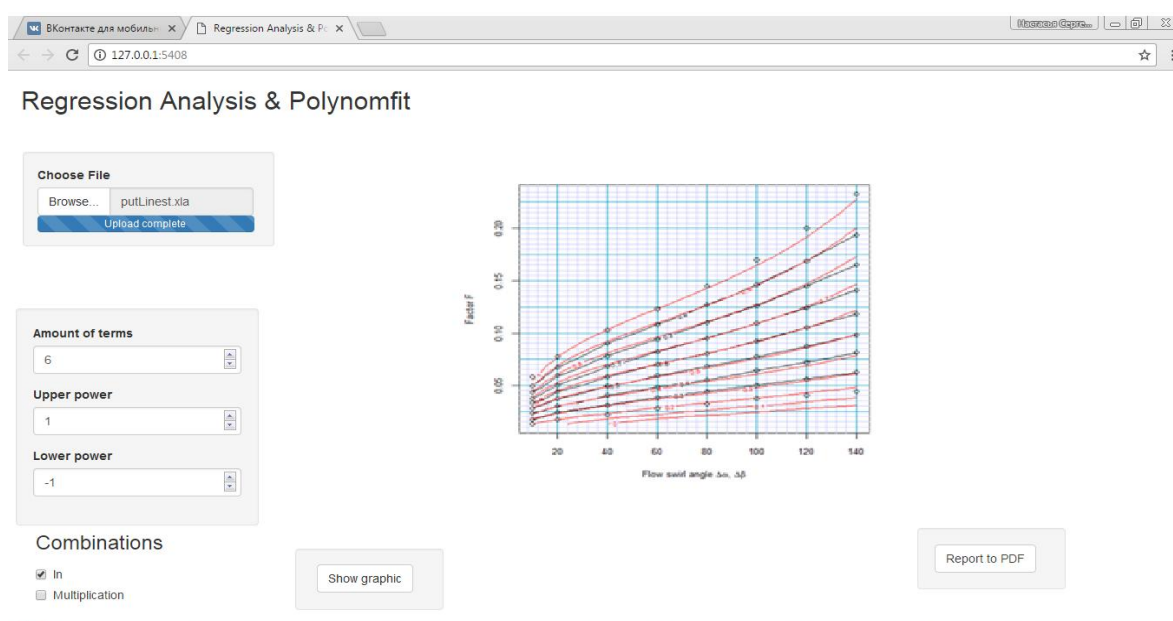 ВКонтакте для мобильн
Regression Analysis & Po
127.0.0.1:5408
Regression Analysis & Polynomfit
Choose File
Browse...
putLinest.xla
Upload complete
Amount of terms
6
Upper power
1
Lower power
-1
Combinations
ln
Multiplication
Factor F
0.20
0.15
0.10
0.05
20 40 60 80 100 120 140
Flow swirl angle Δα, Δβ
Show graphic
Report to PDF